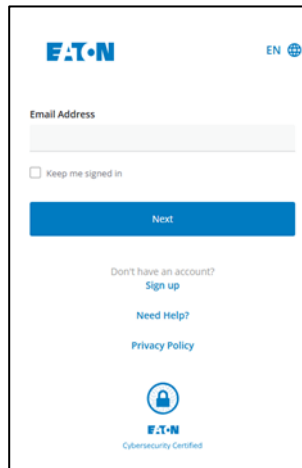 EATON
EN
Email Address
Keep me signed in
Next
Don't have an account?
Sign up
Need Help?
Privacy Policy
EATON
Cybersecurity Certified